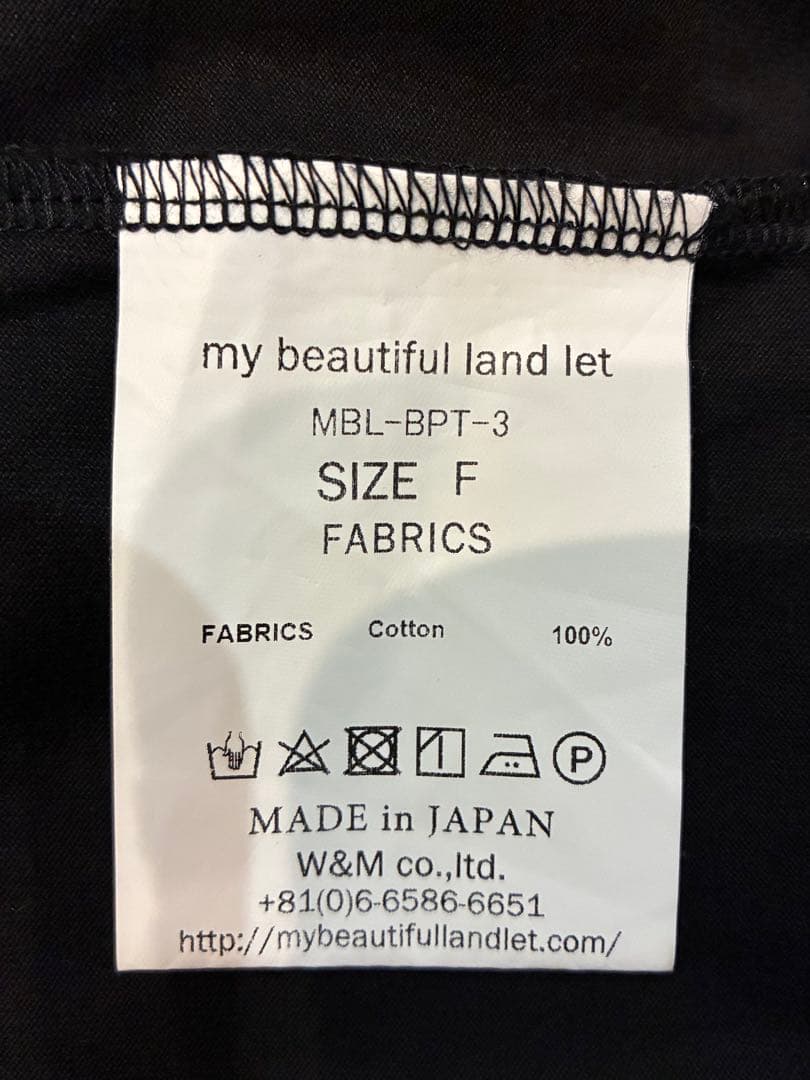 my beautiful land let
MBL-BPT-3
SIZE F
FABRICS
FABRICS Cotton 100%
P
MADE in JAPAN
W&M co.,ltd.
+81(0)6-6586-6651
http://mybeautifullandlet.com/